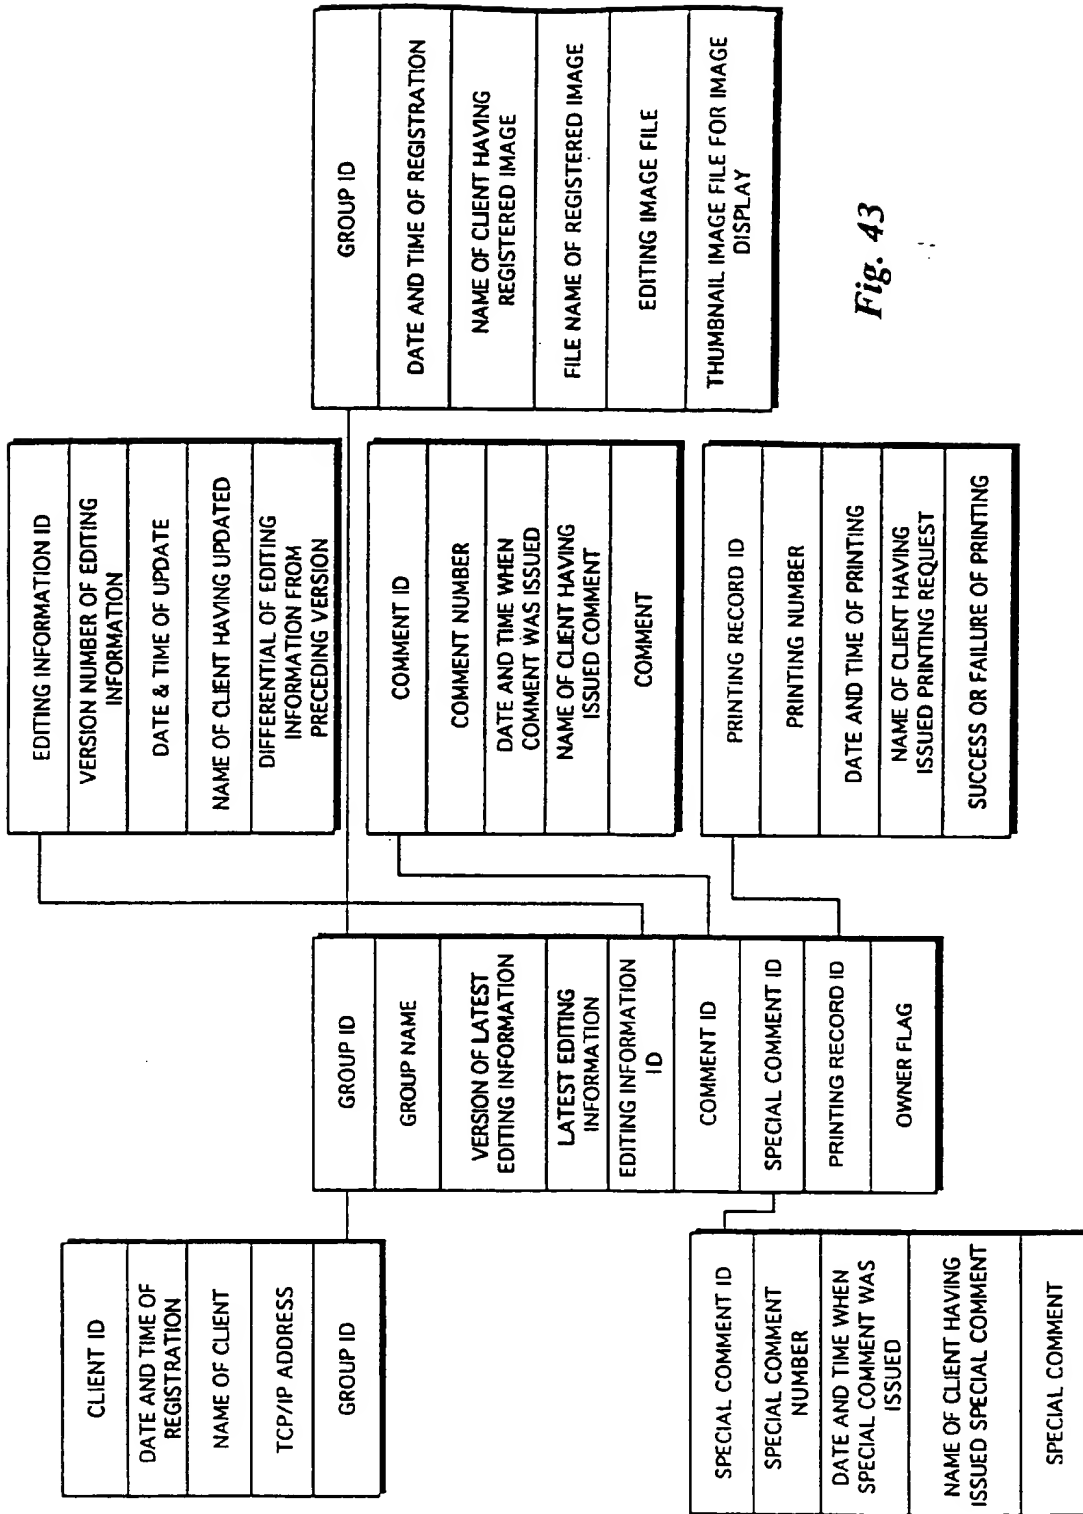 CLIENT ID
DATE AND TIME OF
REGISTRATION
NAME OF CLIENT
TCP/IP ADDRESS
GROUP ID
SPECIAL COMMENT ID
SPECIAL COMMENT
NUMBER
DATE AND TIME WHEN
SPECIAL COMMENT WAS
ISSUED
NAME OF CLIENT HAVING
ISSUED SPECIAL COMMENT
SPECIAL COMMENT
GROUP ID
GROUP NAME
VERSION OF LATEST
EDITING INFORMATION
LATEST EDITING
INFORMATION
EDITING INFORMATION
ID
COMMENT ID
SPECIAL COMMENT ID
PRINTING RECORD ID
OWNER FLAG
EDITING INFORMATION ID
VERSION NUMBER OF EDITING
INFORMATION
DATE & TIME OF UPDATE
NAME OF CLIENT HAVING UPDATED
DIFFERENTIAL OF EDITING
INFORMATION FROM
PRECEDING VERSION
COMMENT ID
COMMENT NUMBER
DATE AND TIME WHEN
COMMENT WAS ISSUED
NAME OF CLIENT HAVING
ISSUED COMMENT
COMMENT
PRINTING RECORD ID
PRINTING NUMBER
DATE AND TIME OF PRINTING
NAME OF CLIENT HAVING
ISSUED PRINTING REQUEST
SUCCESS OR FAILURE OF PRINTING
GROUP ID
DATE AND TIME OF REGISTRATION
NAME OF CLIENT HAVING
REGISTERED IMAGE
FILE NAME OF REGISTERED IMAGE
EDITING IMAGE FILE
THUMBNAIL IMAGE FILE FOR IMAGE
DISPLAY
Fig. 43